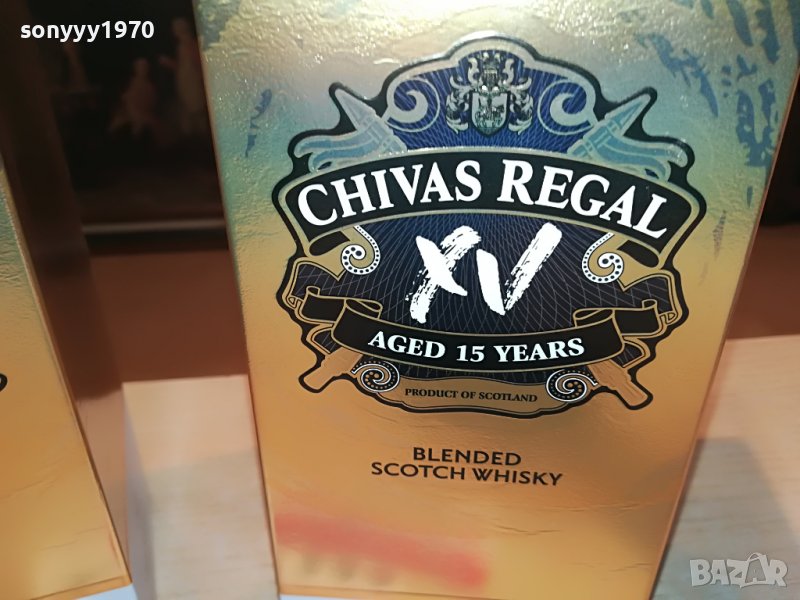 sonyyy1970
CHIVAS REGAL
XV
AGED 15 YEARS
PRODUCT OF SCOTLAND
BLENDED
SCOTCH WHISKY
BAZAR